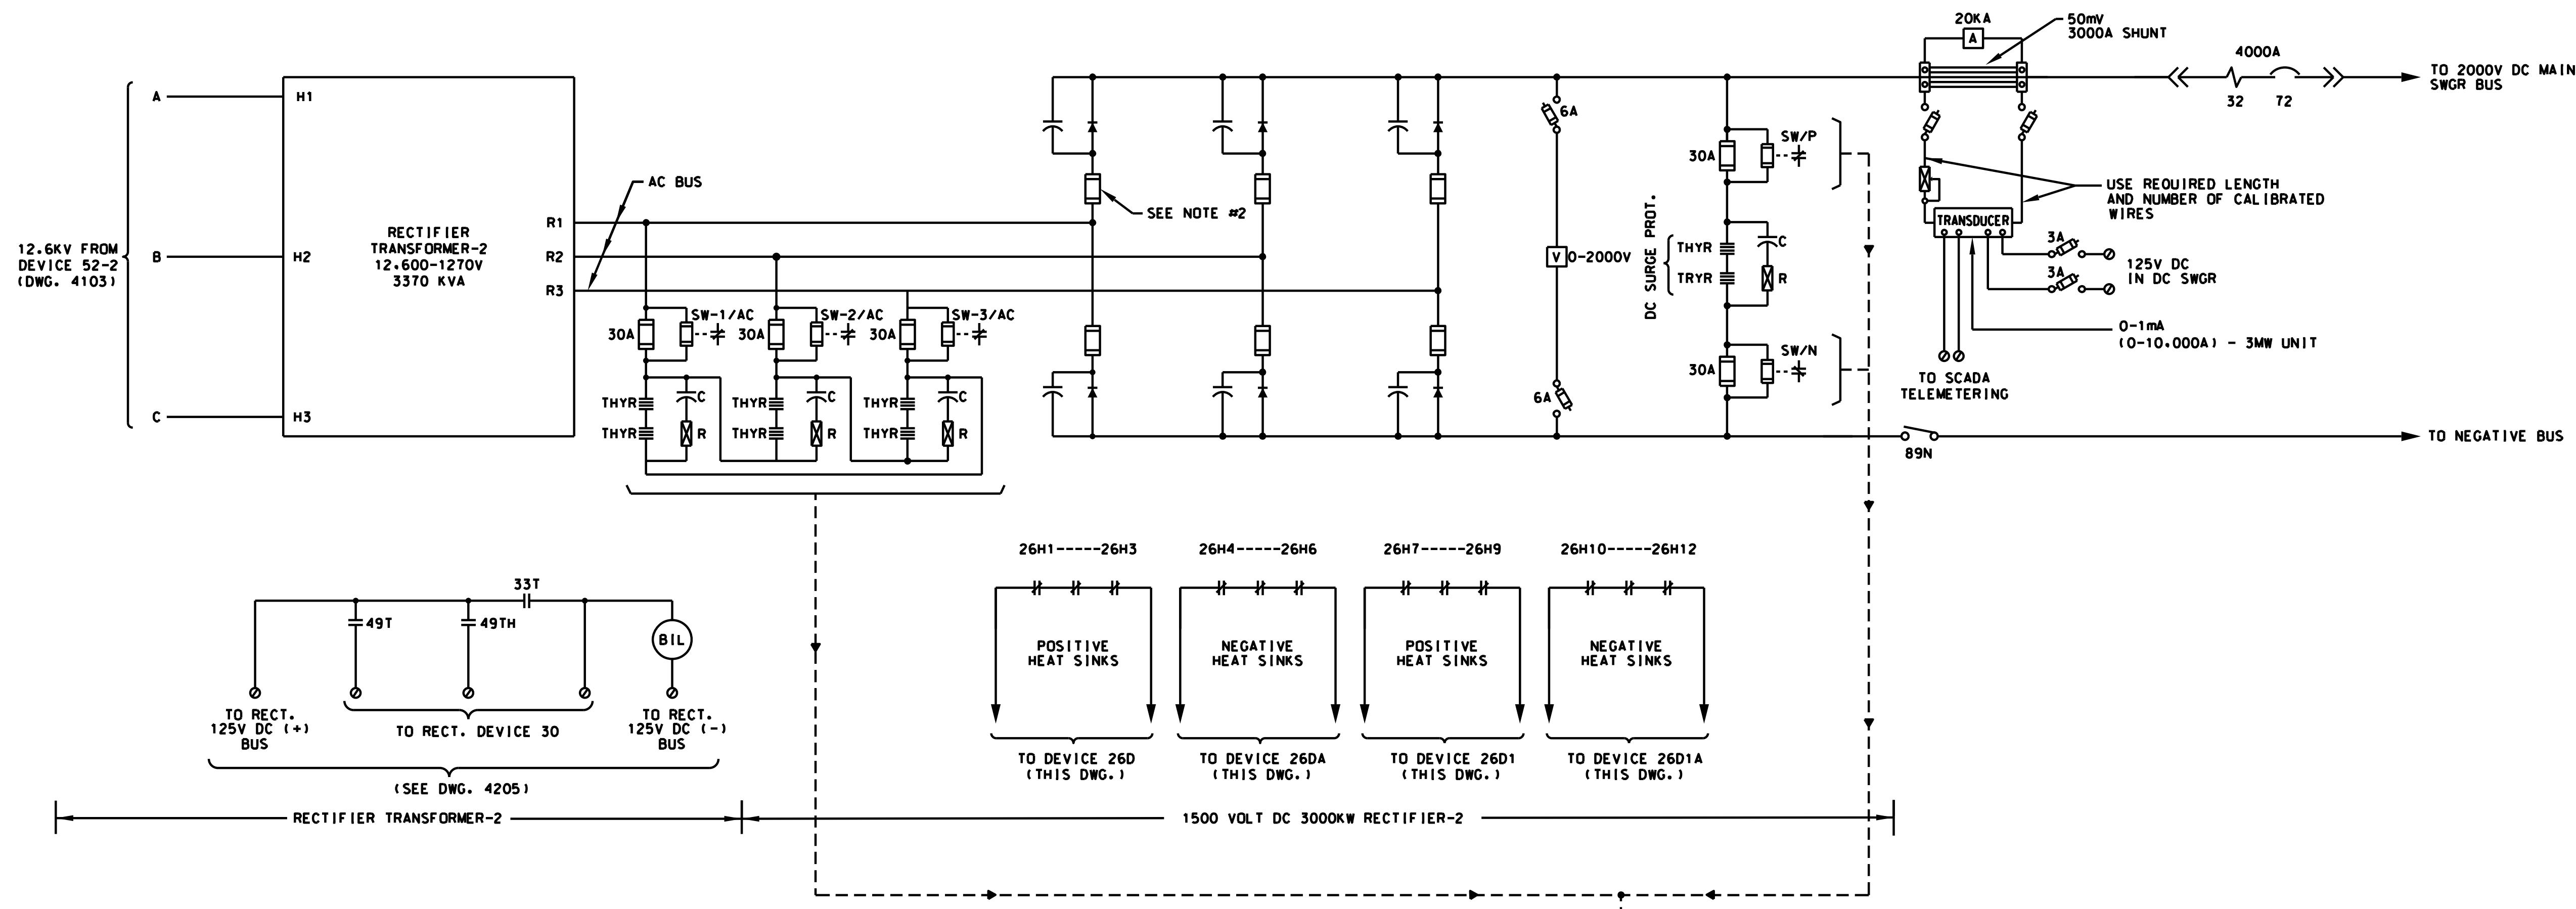 20KA
A
50mV
3000A SHUNT
4000A
32
72
TO 2000V DC MAIN
SWGR BUS
A
H1
6A
SW/P
30A
12.6KV FROM
DEVICE 52-2
(DWG. 4103)
B
H2
RECTIFIER
TRANSFORMER-2
12.600-1270V
3370 KVA
R1
R2
R3
AC BUS
SEE NOTE #2
V
0-2000V
DC SURGE PROT.
THYR
TRYR
C
R
USE REQUIRED LENGTH
AND NUMBER OF CALIBRATED
WIRES
TRANSDUCER
3A
3A
125V DC
IN DC SWGR
0-1mA
(0-10.000A) - 3MW UNIT
TO SCADA
TELEMETERING
SW-1/AC
SW-2/AC
SW-3/AC
30A
30A
30A
SW/N
30A
C
H3
THYR
C
THYR
C
THYR
C
THYR
R
THYR
R
THYR
R
6A
89N
TO NEGATIVE BUS
33T
49T
49TH
BIL
TO RECT.
125V DC (+)
BUS
TO RECT. DEVICE 30
TO RECT.
125V DC (-)
BUS
(SEE DWG. 4205)
26H1-----26H3
26H4-----26H6
26H7-----26H9
26H10-----26H12
POSITIVE
HEAT SINKS
NEGATIVE
HEAT SINKS
POSITIVE
HEAT SINKS
NEGATIVE
HEAT SINKS
TO DEVICE 26D
(THIS DWG.)
TO DEVICE 26DA
(THIS DWG.)
TO DEVICE 26D1
(THIS DWG.)
TO DEVICE 26D1A
(THIS DWG.)
RECTIFIER TRANSFORMER-2
1500 VOLT DC 3000KW RECTIFIER-2